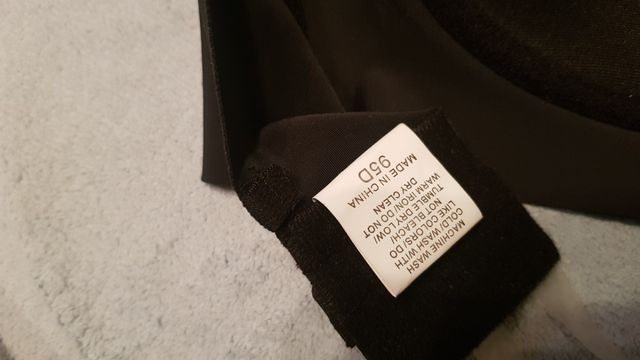 MACHINE WASH
COLD/WASH WITH
LIKE COLORS/DO
NOT BLEACH/
TUMBLE DRY LOW/
WARM IRON/DO NOT
DRY CLEAN
MADE IN CHINA
95D